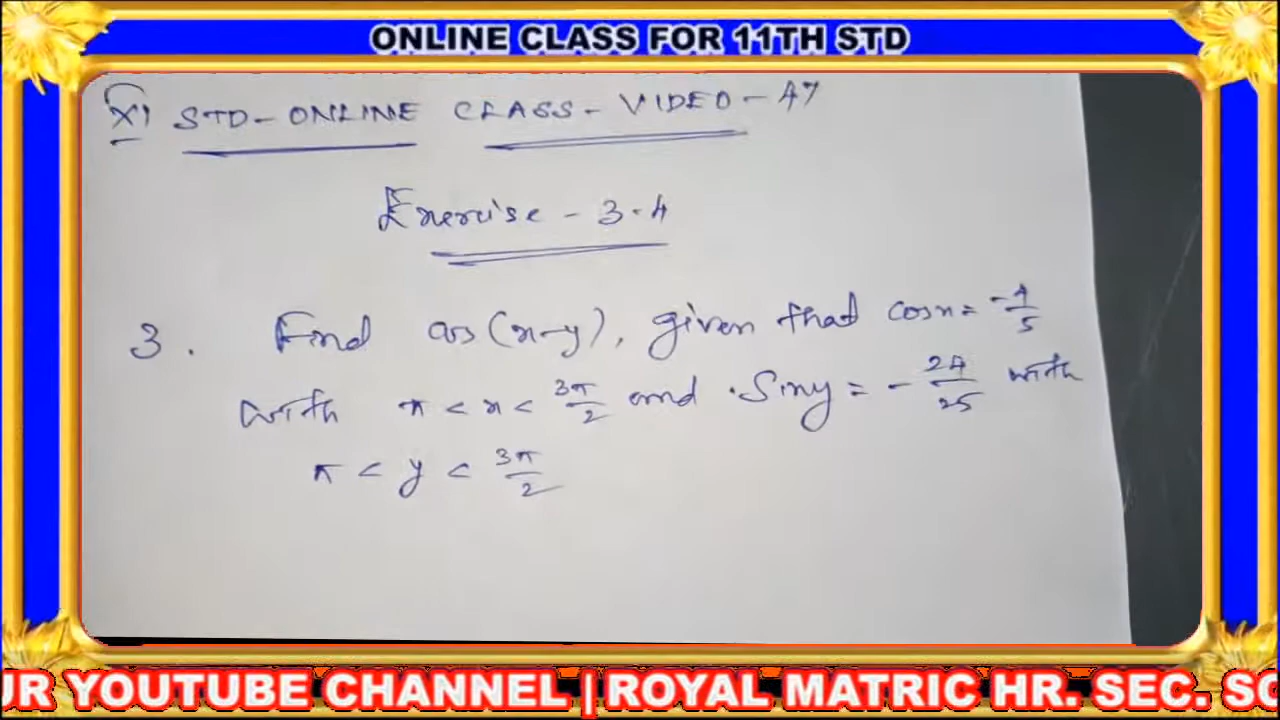 ONLINE CLASS FOR 11TH STD
XI STD - ONLINE CLASS - VIDEO - 47
Exercise - 3.4
3. Find cos(x-y), given that cosx = -4/5
with π < x < 3π/2 and Siny = -24/25 with
π < y < 3π/2
UR YOUTUBE CHANNEL | ROYAL MATRIC HR. SEC. SC